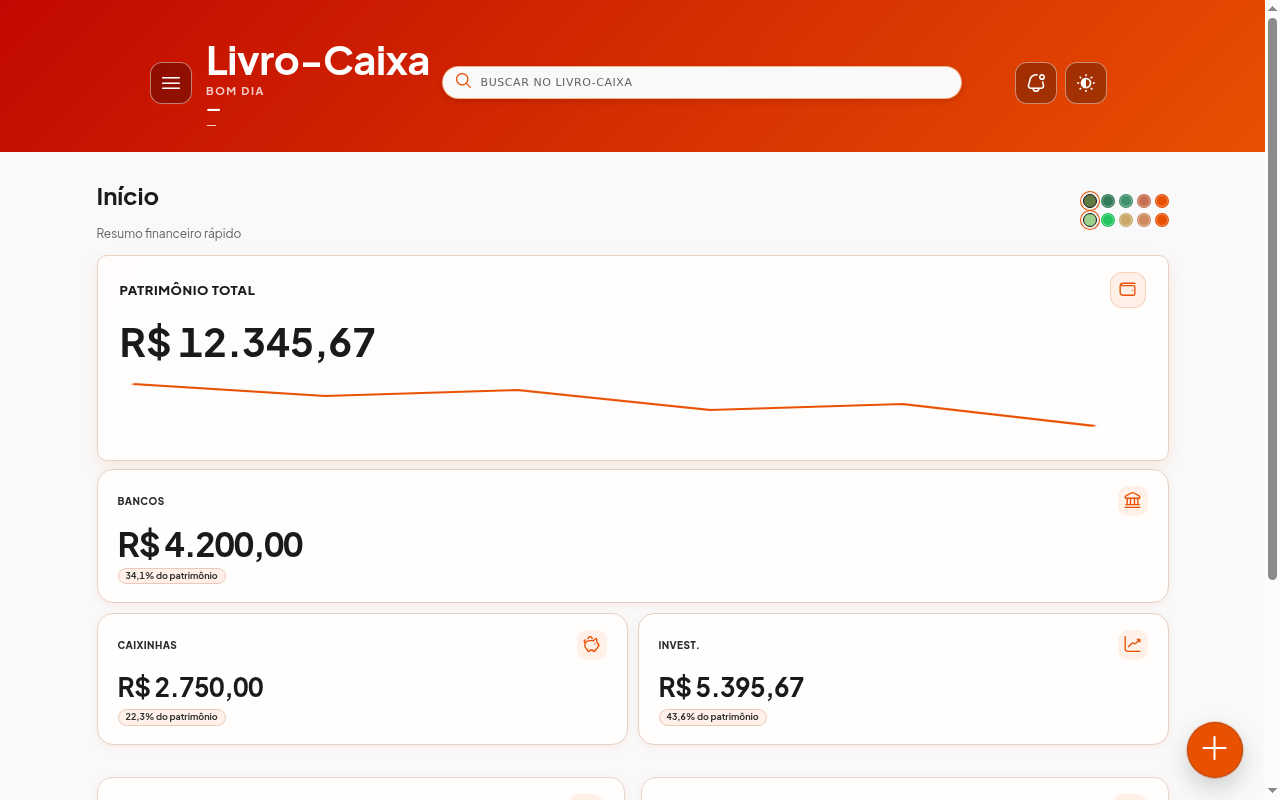 Livro-Caixa
BOM DIA
—
—
BUSCAR NO LIVRO-CAIXA
Início
Resumo financeiro rápido
PATRIMÔNIO TOTAL
R$ 12.345,67
BANCOS
R$ 4.200,00
34,1% do patrimônio
CAIXINHAS
R$ 2.750,00
22,3% do patrimônio
INVEST.
R$ 5.395,67
43,6% do patrimônio